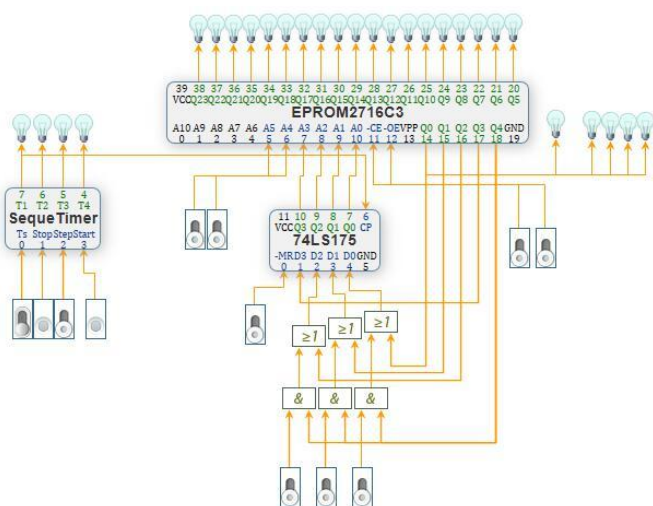 39 38 37 36 35 34 33 32 31 30 29 28 27 26 25 24 23 22 21 20
VCC Q23 Q22 Q21 Q20 Q19 Q18 Q17 Q16 Q15 Q14 Q13 Q12 Q11 Q10 Q9 Q8 Q7 Q6 Q5
EPROM2716C3
A10 A9 A8 A7 A6 A5 A4 A3 A2 A1 A0 -CE -OE VPP Q0 Q1 Q2 Q3 Q4 GND
0 1 2 3 4 5 6 7 8 9 10 11 12 13 14 15 16 17 18 19
7 6 5 4
T1 T2 T3 T4
SequeTimer
Ts Stop Step Start
0 1 2 3
11 10 9 8 7 6
VCC Q3 Q2 Q1 Q0 CP
74LS175
-MR D3 D2 D1 D0 GND
0 1 2 3 4 5
≥1 ≥1 ≥1
& & &